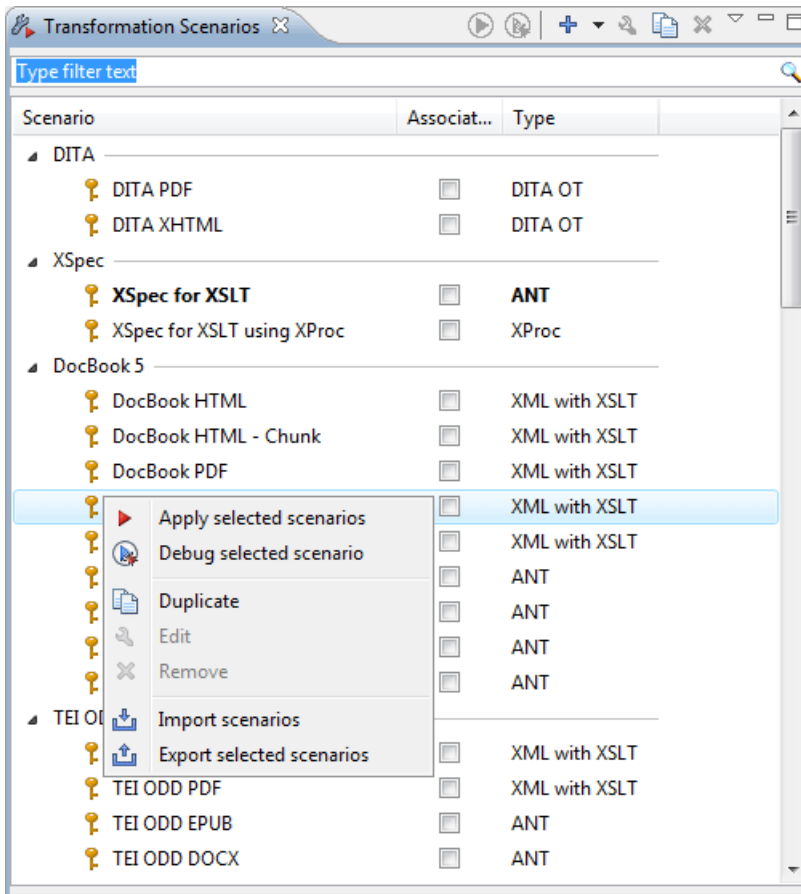 Transformation Scenarios
Type filter text
Scenario Associat... Type
DITA
DITA PDF DITA OT
DITA XHTML DITA OT
XSpec
XSpec for XSLT ANT
XSpec for XSLT using XProc XProc
DocBook 5
DocBook HTML XML with XSLT
DocBook HTML - Chunk XML with XSLT
DocBook PDF XML with XSLT
XML with XSLT
Apply selected scenarios
XML with XSLT
Debug selected scenario
ANT
Duplicate
ANT
Edit
ANT
Remove
ANT
TEI OD
Import scenarios
XML with XSLT
Export selected scenarios
TEI ODD PDF XML with XSLT
TEI ODD EPUB ANT
TEI ODD DOCX ANT